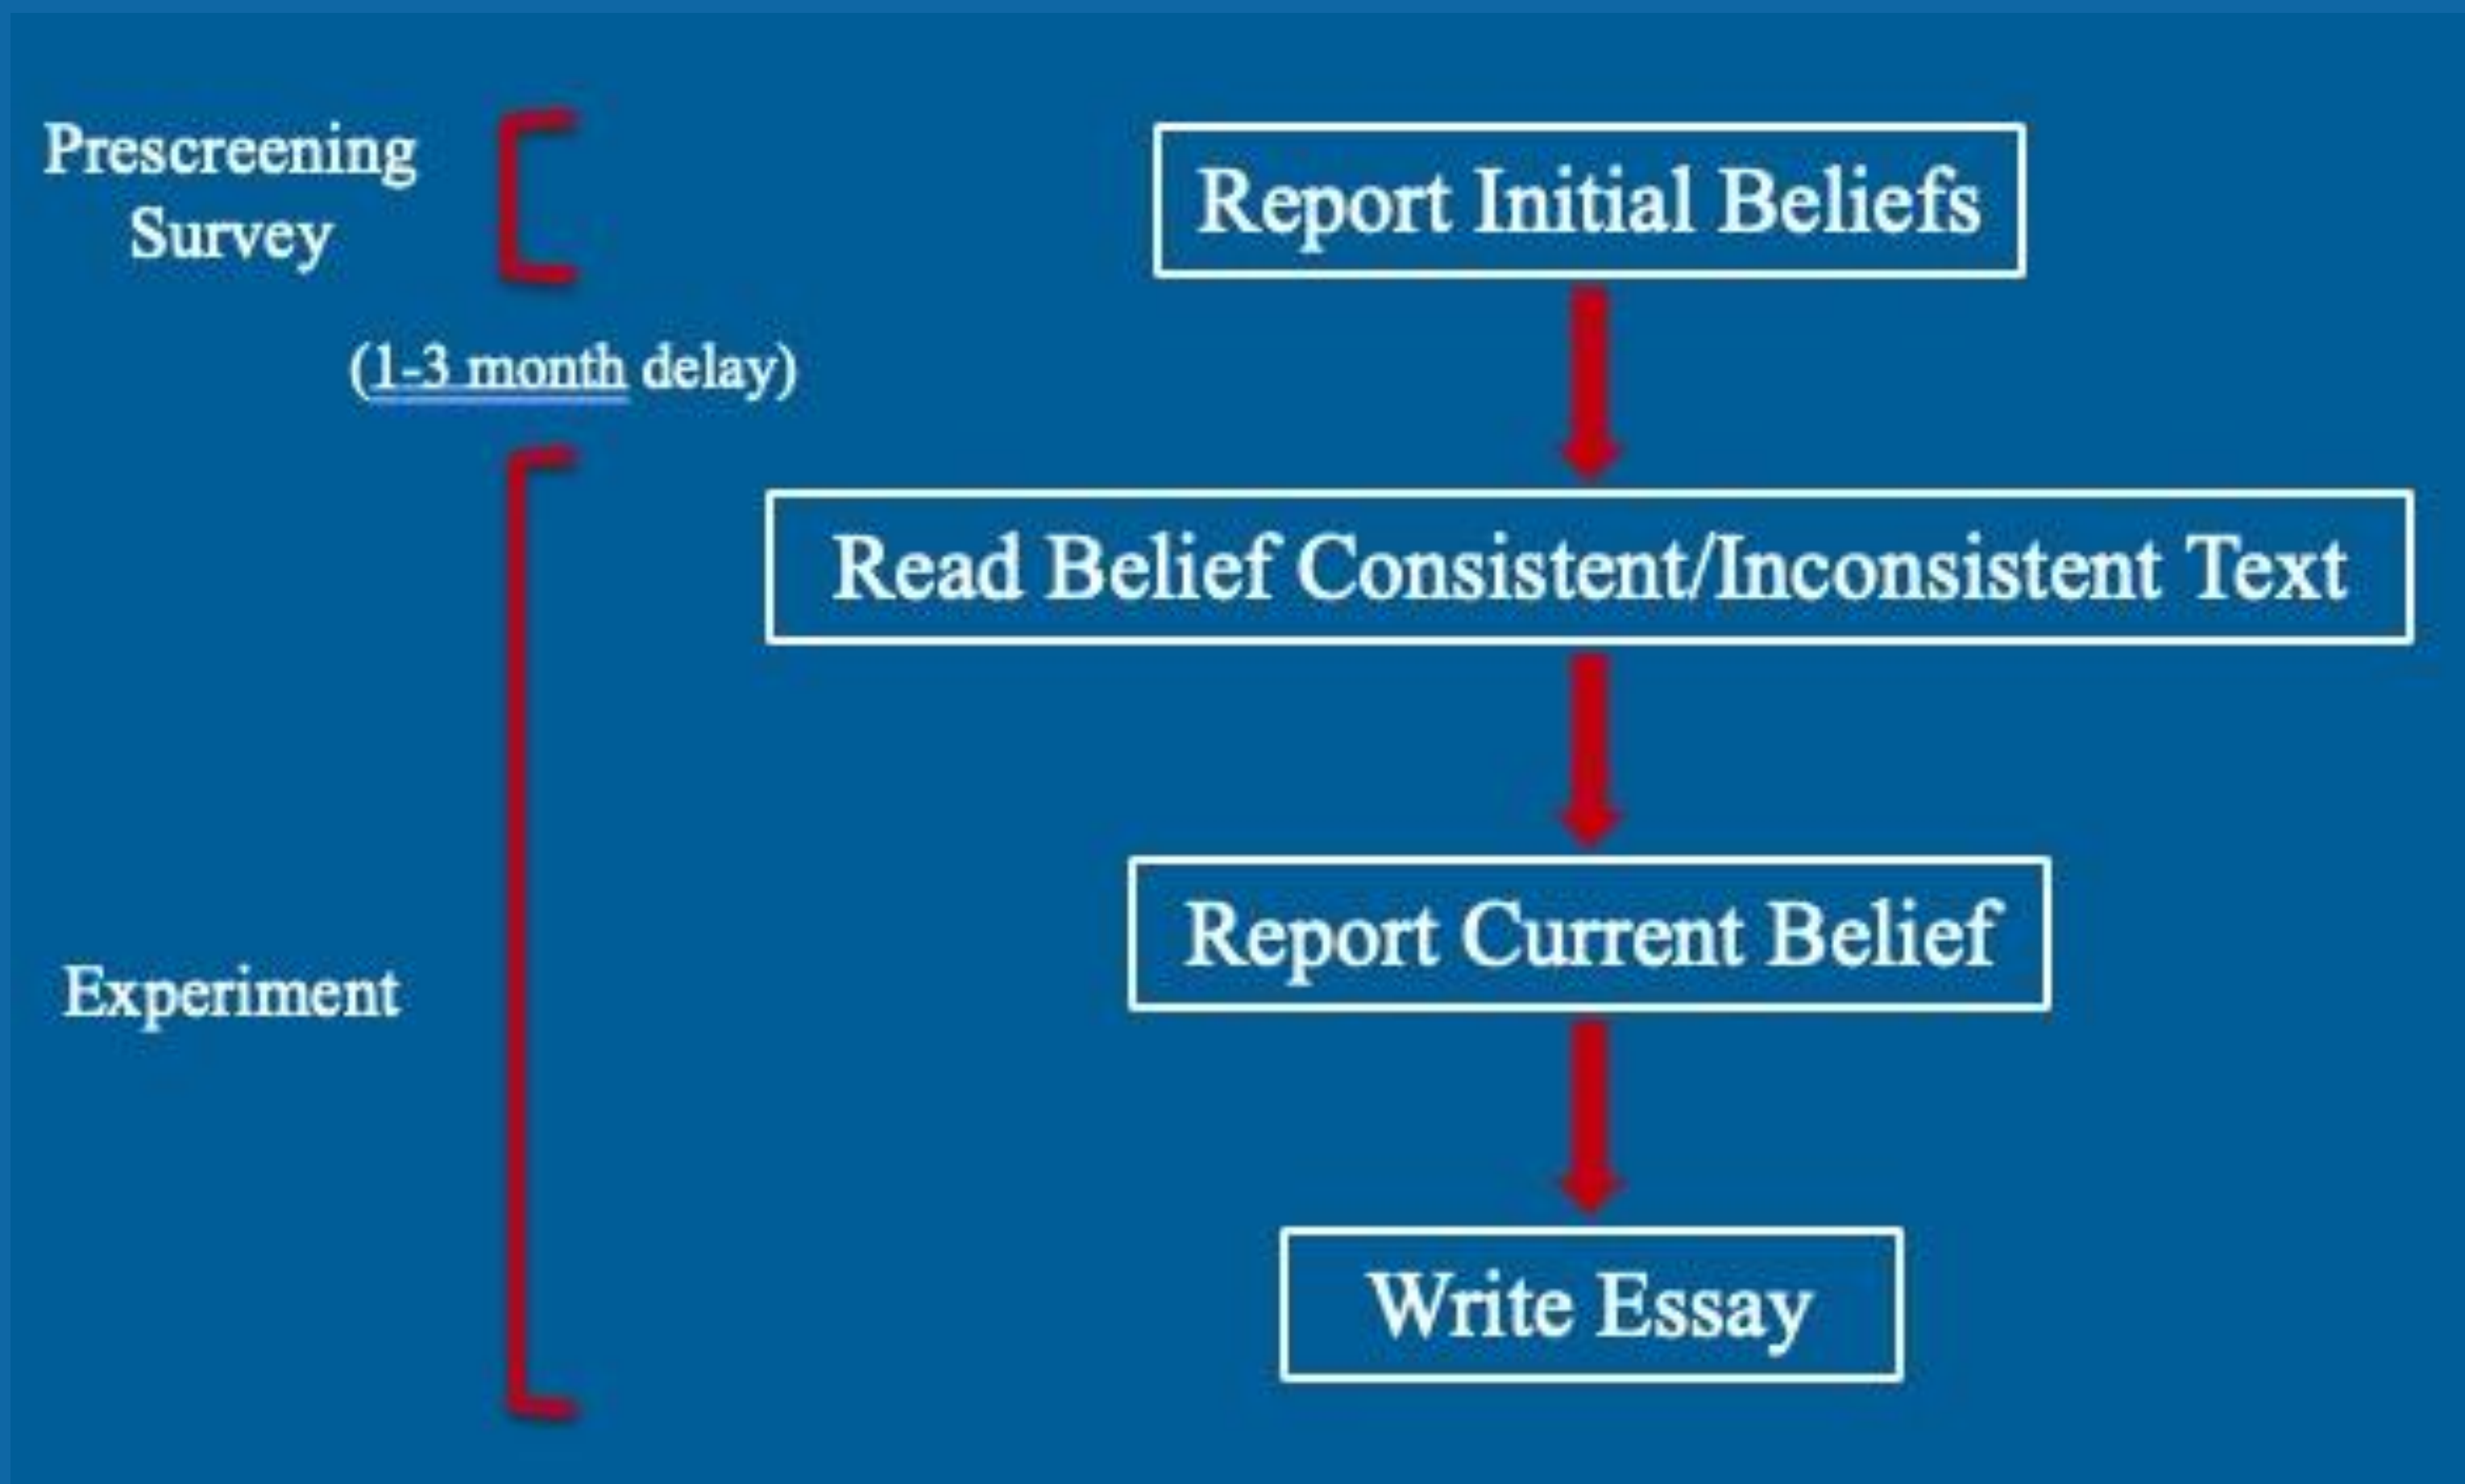 Prescreening
Survey
Report Initial Beliefs
(1-3 month delay)
Read Belief Consistent/Inconsistent Text
Report Current Belief
Experiment
Write Essay